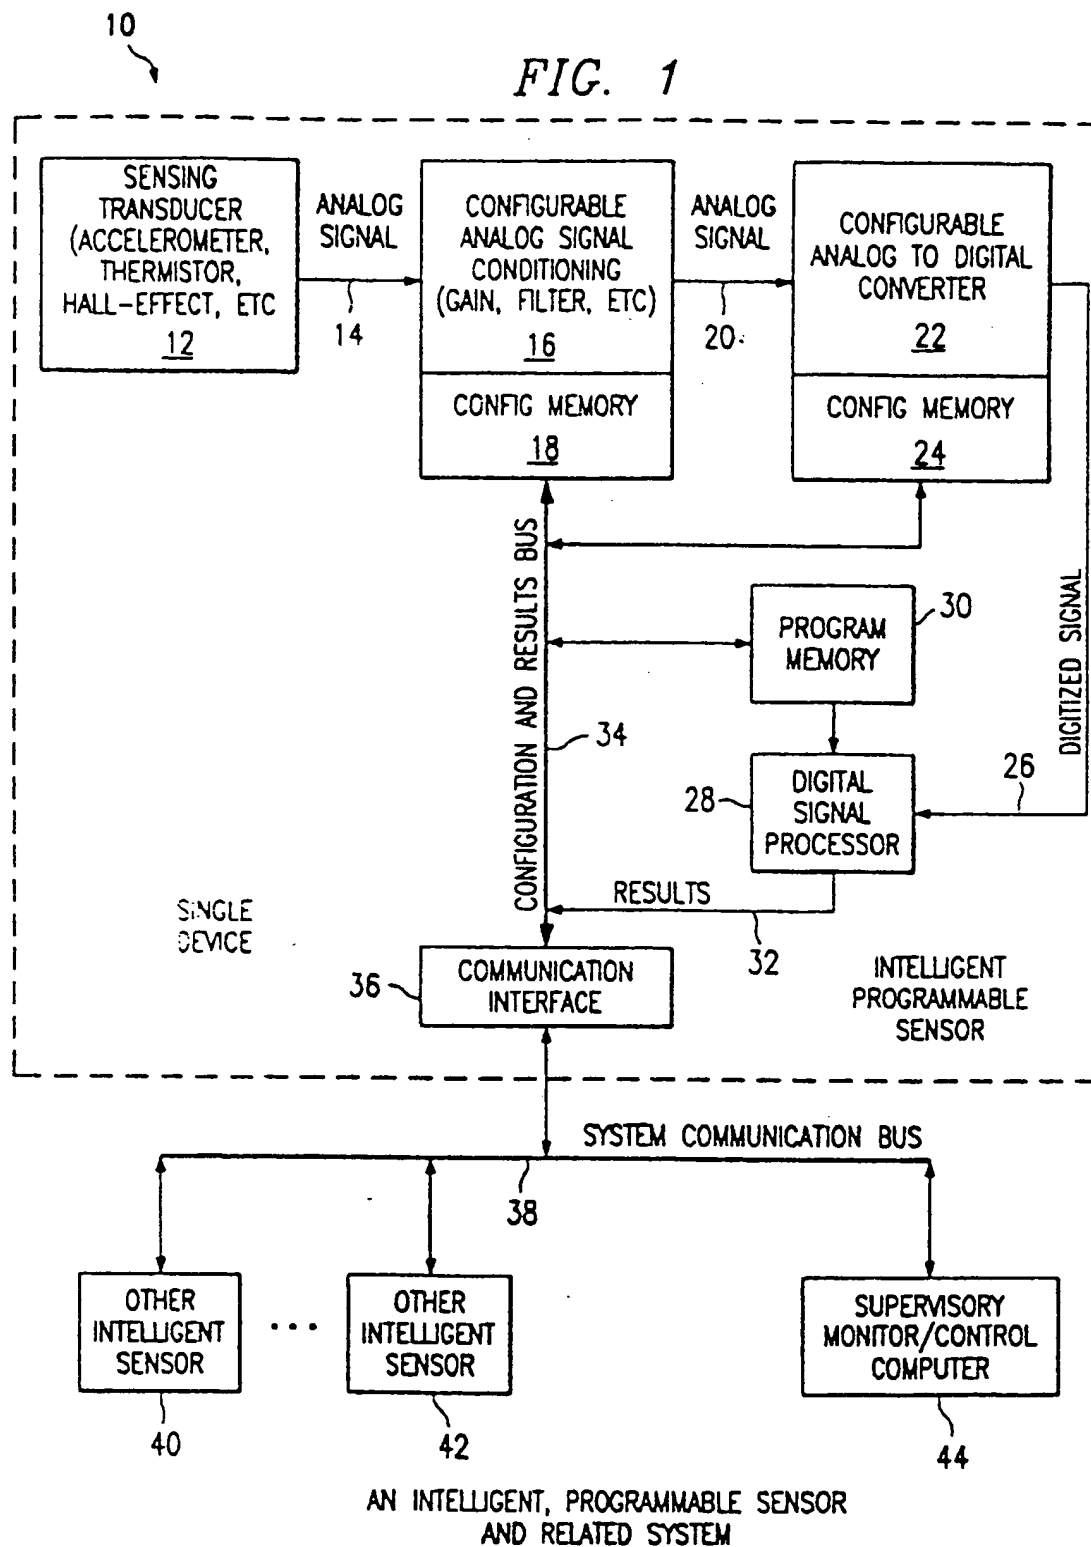 10
FIG. 1
SENSING
TRANSDUCER
(ACCELEROMETER,
THERMISTOR,
HALL-EFFECT, ETC
12
ANALOG
SIGNAL
14
CONFIGURABLE
ANALOG SIGNAL
CONDITIONING
(GAIN, FILTER, ETC)
16
CONFIG MEMORY
18
ANALOG
SIGNAL
20
CONFIGURABLE
ANALOG TO DIGITAL
CONVERTER
22
CONFIG MEMORY
24
CONFIGURATION AND RESULTS BUS
34
PROGRAM
MEMORY
30
DIGITIZED SIGNAL
26
28
DIGITAL
SIGNAL
PROCESSOR
RESULTS
32
SINGLE
DEVICE
36
COMMUNICATION
INTERFACE
INTELLIGENT
PROGRAMMABLE
SENSOR
SYSTEM COMMUNICATION BUS
38
OTHER
INTELLIGENT
SENSOR
40
• • •
OTHER
INTELLIGENT
SENSOR
42
SUPERVISORY
MONITOR/CONTROL
COMPUTER
44
AN INTELLIGENT, PROGRAMMABLE SENSOR
AND RELATED SYSTEM